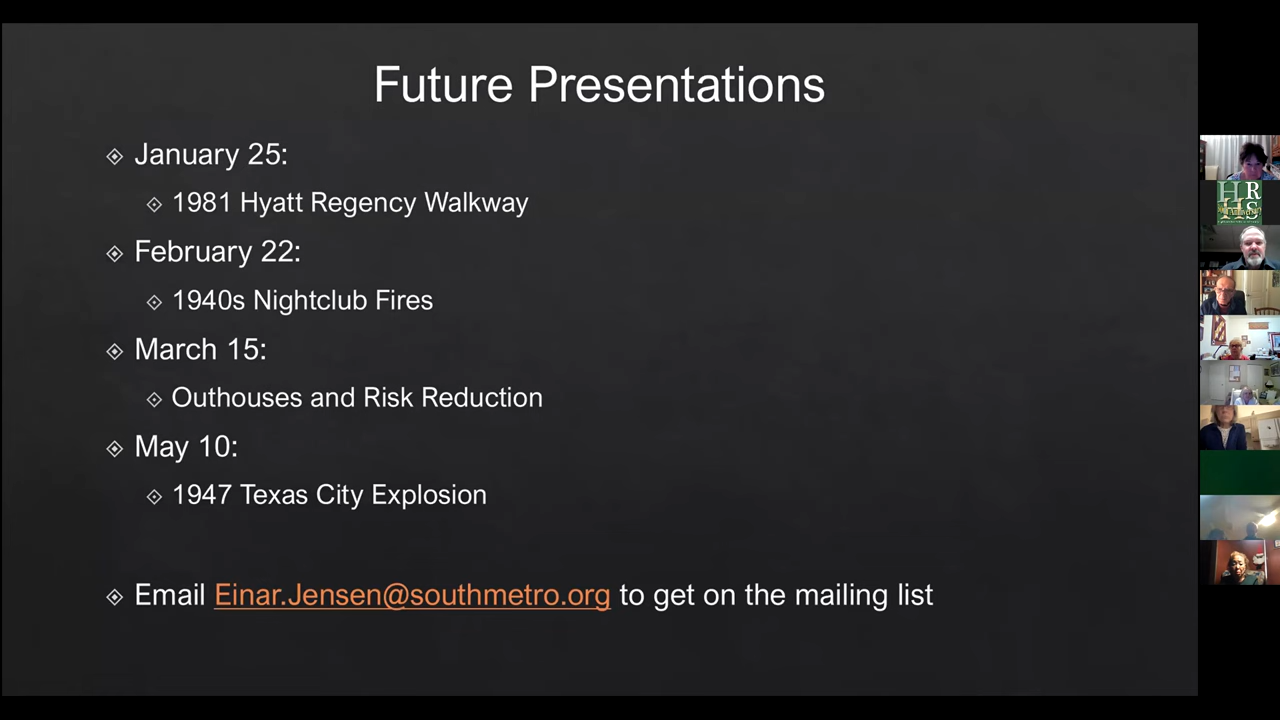 Future Presentations
January 25:
1981 Hyatt Regency Walkway
February 22:
1940s Nightclub Fires
March 15:
Outhouses and Risk Reduction
May 10:
1947 Texas City Explosion
Email Einar.Jensen@southmetro.org to get on the mailing list
H R
H S